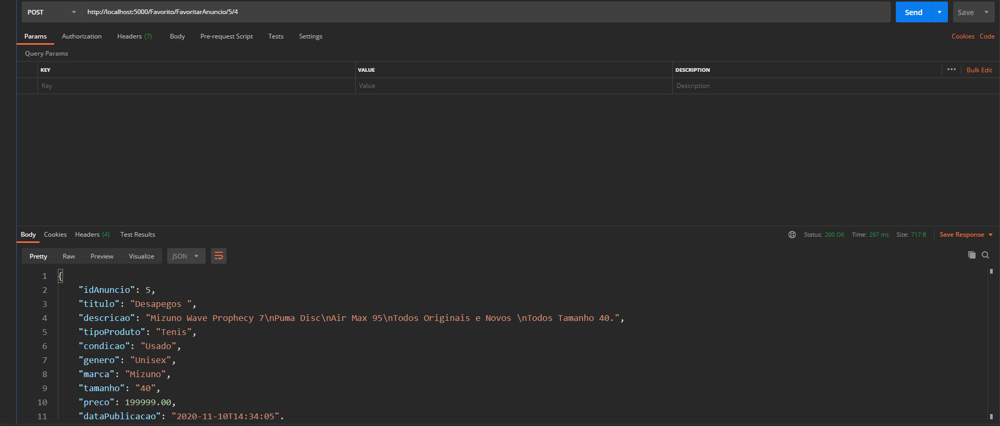 POST http://localhost:5000/Favorito/FavoritarAnuncio/5/4 Send Save
Params Authorization Headers (7) Body Pre-request Script Tests Settings Cookies Code
Query Params
KEY VALUE DESCRIPTION ••• Bulk Edit
Key Value Description
Body Cookies Headers (4) Test Results Status: 200 OK Time: 297 ms Size: 717 B Save Response
Pretty Raw Preview Visualize JSON
1 {
2 "idAnuncio": 5,
3 "titulo": "Desapegos ",
4 "descricao": "Mizuno Wave Prophecy 7\nPuma Disc\nAir Max 95\nTodos Originais e Novos \nTodos Tamanho 40.",
5 "tipoProduto": "Tenis",
6 "condicao": "Usado",
7 "genero": "Unisex",
8 "marca": "Mizuno",
9 "tamanho": "40",
10 "preco": 199999.00,
11 "dataPublicacao": "2020-11-10T14:34:05",